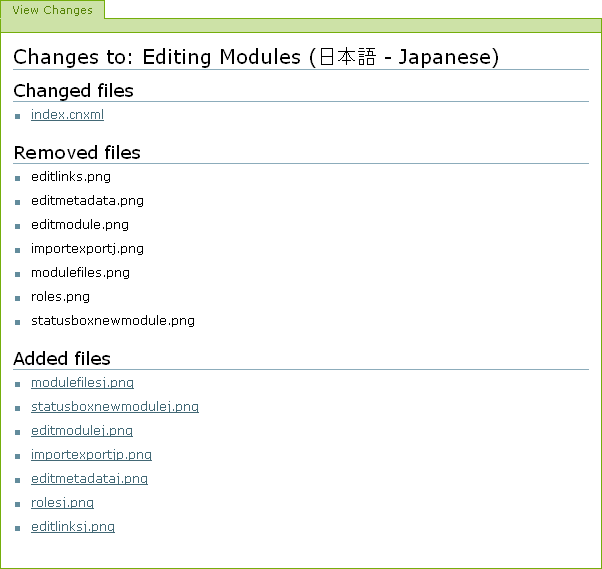 View Changes
Changes to: Editing Modules (日本語 - Japanese)
Changed files
index.cnxml
Removed files
editlinks.png
editmetadata.png
editmodule.png
importexportj.png
modulefiles.png
roles.png
statusboxnewmodule.png
Added files
modulefilesj.png
statusboxnewmodulej.png
editmodulej.png
importexportjp.png
editmetadataj.png
rolesj.png
editlinksj.png